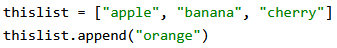 thislist = ["apple", "banana", "cherry"]
thislist.append("orange")